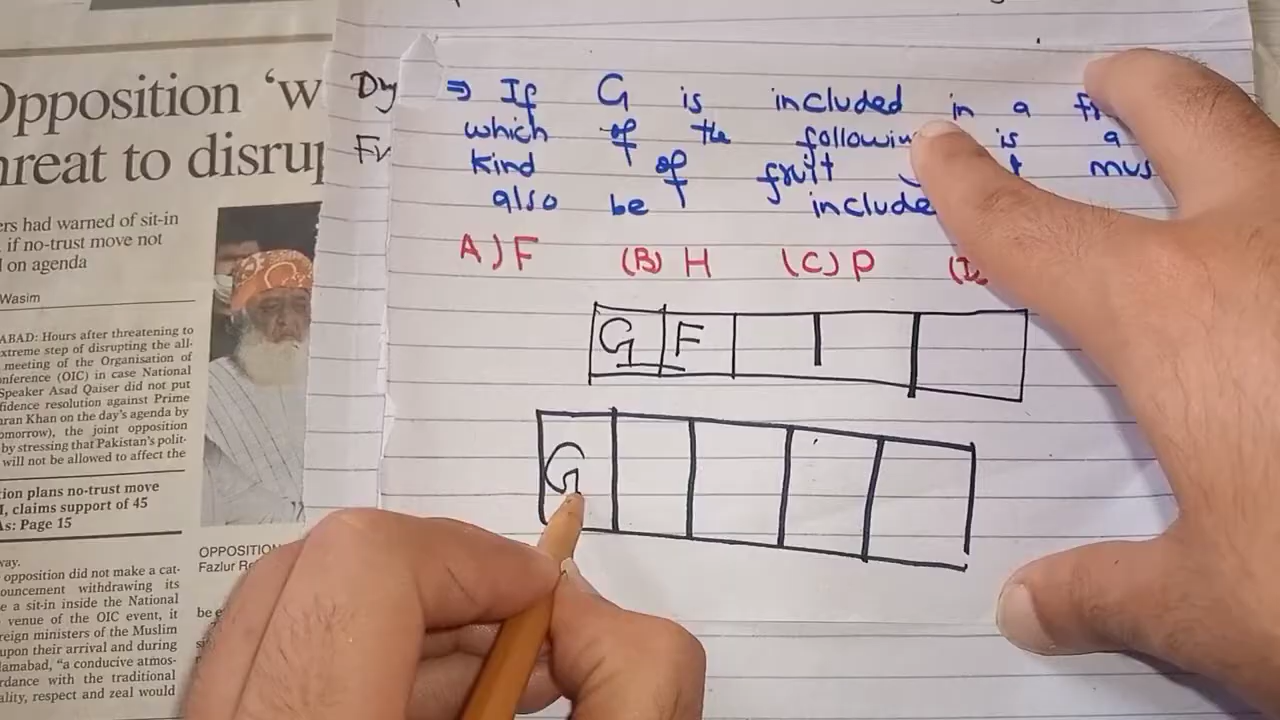 Opposition 'w
hreat to disrup
ers had warned of sit-in
if no-trust move not
on agenda
Wasim
ABAD: Hours after threatening to
xtreme step of disrupting the all-
meeting of the Organisation of
nference (OIC) in case National
Speaker Asad Qaiser did not put
fidence resolution against Prime
mran Khan on the day's agenda by
omorrow), the joint opposition
by stressing that Pakistan's polit-
will not be allowed to affect the
ion plans no-trust move
I, claims support of 45
As: Page 15
way.
opposition did not make a cat-
ouncement withdrawing its
e a sit-in inside the National
venue of the OIC event, it
reign ministers of the Muslim
upon their arrival and during
lamabad, "a conducive atmos-
rdance with the traditional
ality, respect and zeal would
OPPOSITION
Fazlur Re
be e
⇒ If G is included in a
which of the following is a
kind of fruit mus
also be include
A) F (B) H (C) P
G F
G